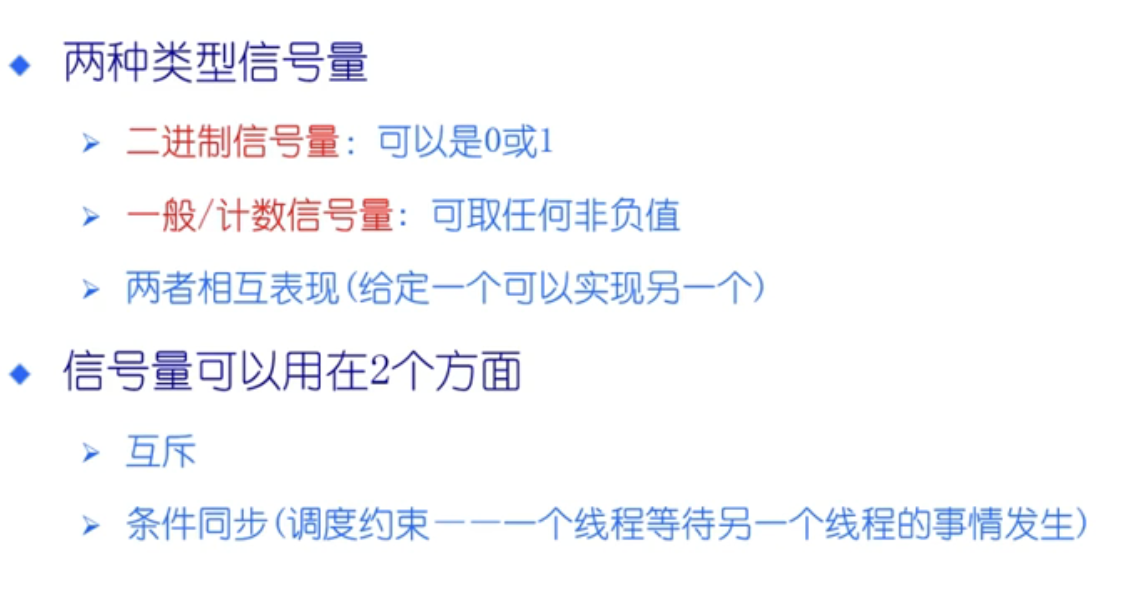 两种类型信号量
二进制信号量: 可以是0或1
一般/计数信号量: 可取任何非负值
两者相互表现(给定一个可以实现另一个)
信号量可以用在2个方面
互斥
条件同步(调度约束——一个线程等待另一个线程的事情发生)